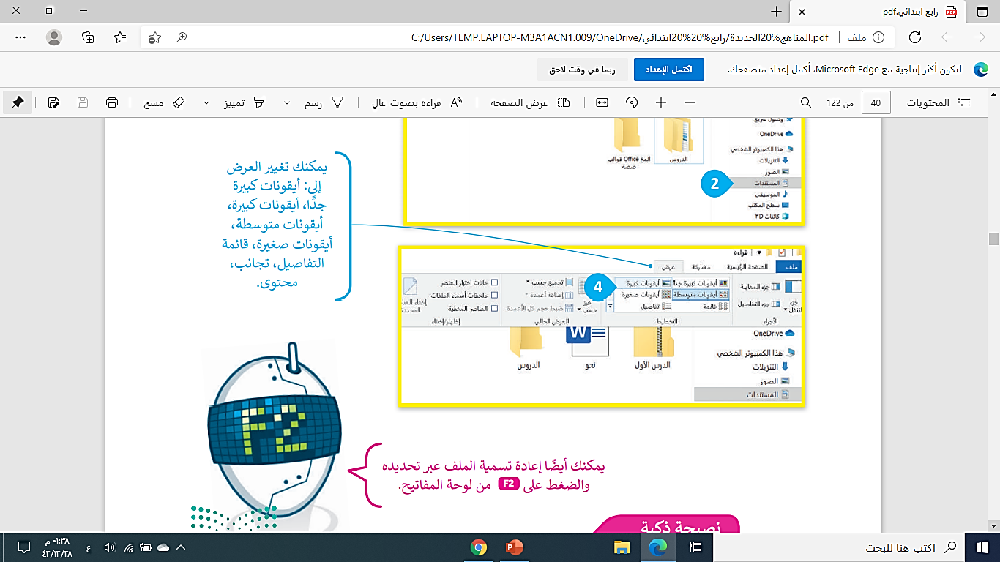 رابع ابتدائي.pdf
ملف
C:/Users/TEMP.LAPTOP-M3A1ACN1.009/OneDrive/المناهج%20الجديدة/رابع%20%20ابتدائي.pdf
لتكون أكثر إنتاجية مع Microsoft Edge، أكمل إعداد متصفحك.
اكتمل الإعداد
ربما في وقت لاحق
المحتويات
40
من 122
عرض الصفحة
قراءة بصوت عالٍ
رسم
تمييز
مسح
وصول سريع
OneDrive
هذا الكمبيوتر الشخصي
التنزيلات
الصور
المستندات
الموسيقى
سطح المكتب
كائنات ٣D
الدروس
قوالب Office المخ
صصة
2
يمكنك تغيير العرض
إلى: أيقونات كبيرة
جدًا، أيقونات كبيرة،
أيقونات متوسطة،
أيقونات صغيرة، قائمة
التفاصيل، تجانب،
محتوى.
قراءة
ملف
الصفحة الرئيسية
مشاركة
عرض
جزء المعاينة
جزء التفاصيل
جزء
التنقل
الأجزاء
أيقونات كبيرة جداً
أيقونات كبيرة
أيقونات متوسطة
أيقونات صغيرة
قائمة
تفاصيل
التخطيط
4
فرز
حسب
تجميع حسب
إضافة أعمدة
ضبط حجم كل الأعمدة
العرض الحالي
خانات اختيار العنصر
ملحقات أسماء الملفات
العناصر المخفية
إظهار/إخفاء
OneDrive
هذا الكمبيوتر الشخصي
التنزيلات
الصور
المستندات
الدرس الأول
W
نحو
الدروس
F2
يمكنك أيضًا إعادة تسمية الملف عبر تحديده
والضغط على F2 من لوحة المفاتيح.
نصيحة ذكية
اكتب هنا للبحث
ع
٠١:٣٨ م
٤٢/١٢/٢٨